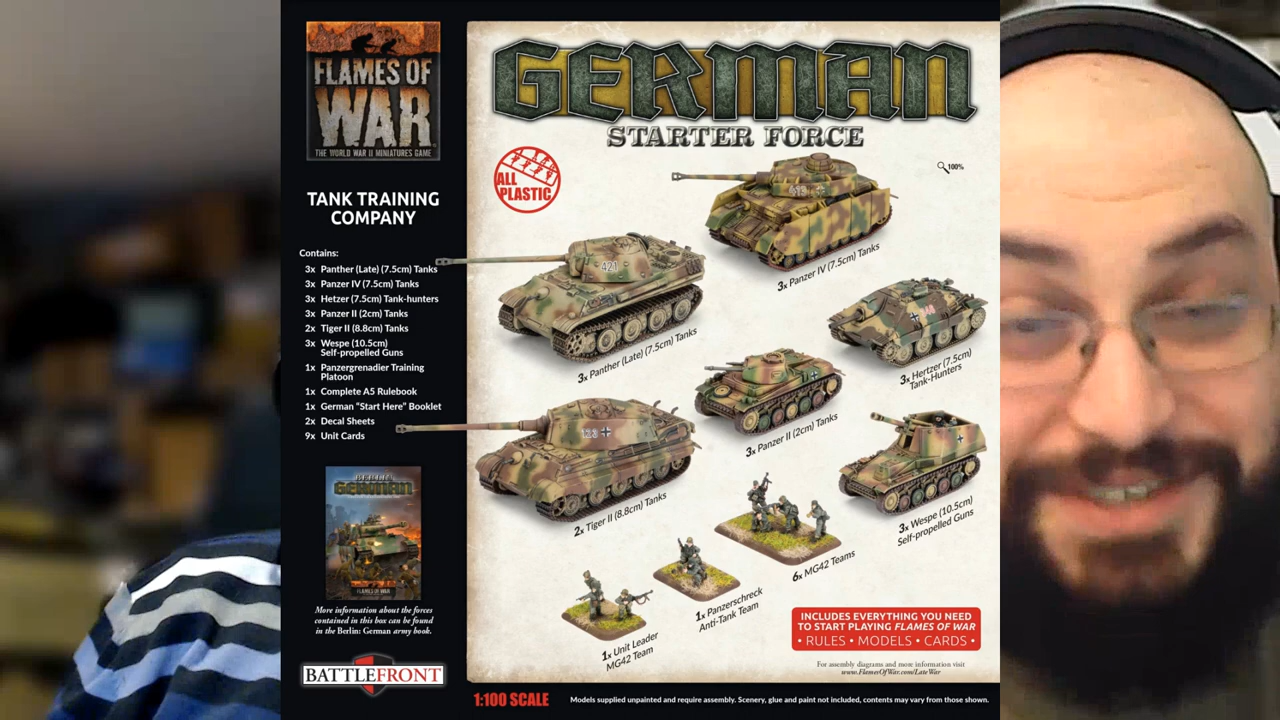 FLAMES OF
WAR
THE WORLD WAR II MINIATURES GAME
TANK TRAINING
COMPANY
Contains:
3x Panther (Late) (7.5cm) Tanks
3x Panzer IV (7.5cm) Tanks
3x Hetzer (7.5cm) Tank-hunters
3x Panzer II (2cm) Tanks
2x Tiger II (8.8cm) Tanks
3x Wespe (10.5cm)
Self-propelled Guns
1x Panzergrenadier Training
Platoon
1x Complete A5 Rulebook
1x German "Start Here" Booklet
2x Decal Sheets
9x Unit Cards
BERLIN
GERMAN
FLAMES OF WAR
More information about the forces
contained in this box can be found
in the Berlin: German army book.
BATTLEFRONT
GERMAN
STARTER FORCE
ALL
PLASTIC
100%
413
3x Panzer IV (7.5cm) Tanks
421
3x Panther (Late) (7.5cm) Tanks
3x Hertzer (7.5cm)
Tank-Hunters
3x Panzer II (2cm) Tanks
2x Tiger II (8.8cm) Tanks
3x Wespe (10.5cm)
Self-propelled Guns
6x MG42 Teams
1x Panzerschreck
Anti-Tank Team
1x Unit Leader
MG42 Team
INCLUDES EVERYTHING YOU NEED
TO START PLAYING FLAMES OF WAR
• RULES • MODELS • CARDS •
For assembly diagrams and more information visit
www.FlamesOfWar.com/LateWar
1:100 SCALE
Models supplied unpainted and require assembly. Scenery, glue and paint not included, contents may vary from those shown.